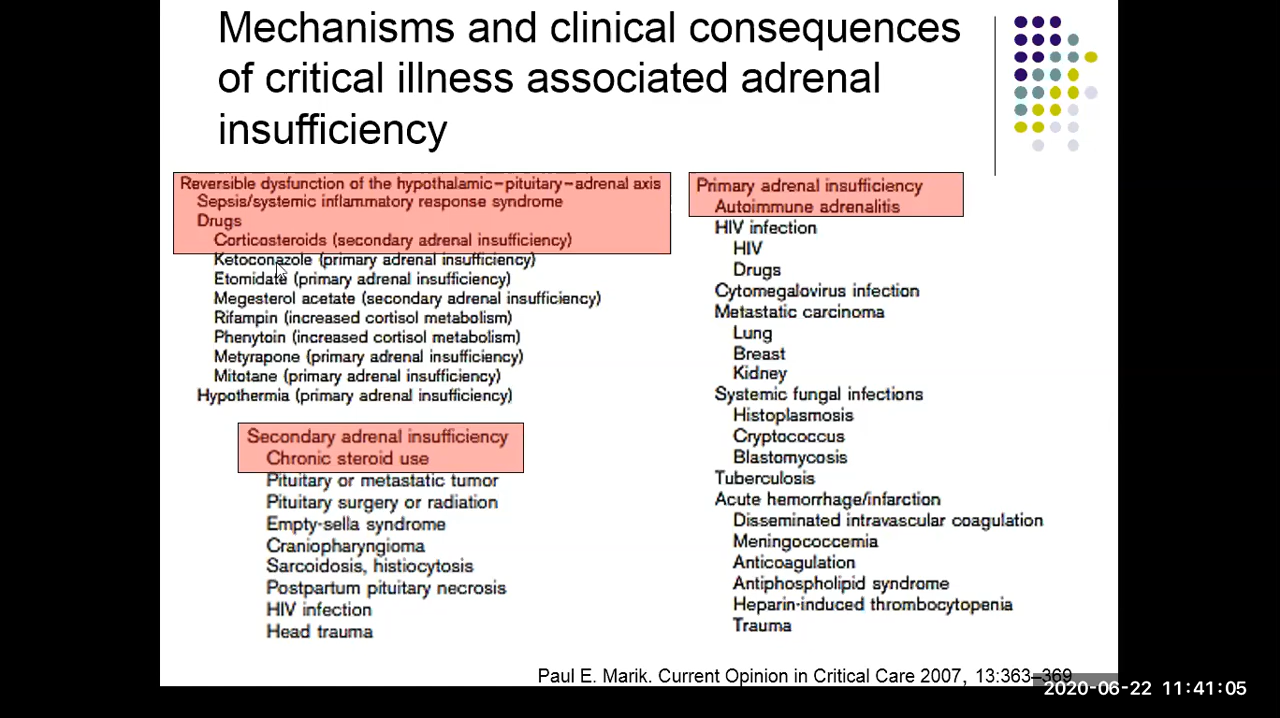 Mechanisms and clinical consequences
of critical illness associated adrenal
insufficiency
Reversible dysfunction of the hypothalamic–pituitary–adrenal axis
Sepsis/systemic inflammatory response syndrome
Drugs
Corticosteroids (secondary adrenal insufficiency)
Ketoconazole (primary adrenal insufficiency)
Etomidate (primary adrenal insufficiency)
Megesterol acetate (secondary adrenal insufficiency)
Rifampin (increased cortisol metabolism)
Phenytoin (increased cortisol metabolism)
Metyrapone (primary adrenal insufficiency)
Mitotane (primary adrenal insufficiency)
Hypothermia (primary adrenal insufficiency)
Secondary adrenal insufficiency
Chronic steroid use
Pituitary or metastatic tumor
Pituitary surgery or radiation
Empty-sella syndrome
Craniopharyngioma
Sarcoidosis, histiocytosis
Postpartum pituitary necrosis
HIV infection
Head trauma
Primary adrenal insufficiency
Autoimmune adrenalitis
HIV infection
HIV
Drugs
Cytomegalovirus infection
Metastatic carcinoma
Lung
Breast
Kidney
Systemic fungal infections
Histoplasmosis
Cryptococcus
Blastomycosis
Tuberculosis
Acute hemorrhage/infarction
Disseminated intravascular coagulation
Meningococcemia
Anticoagulation
Antiphospholipid syndrome
Heparin-induced thrombocytopenia
Trauma
Paul E. Marik. Current Opinion in Critical Care 2007, 13:363–369
2020-06-22 11:41:05